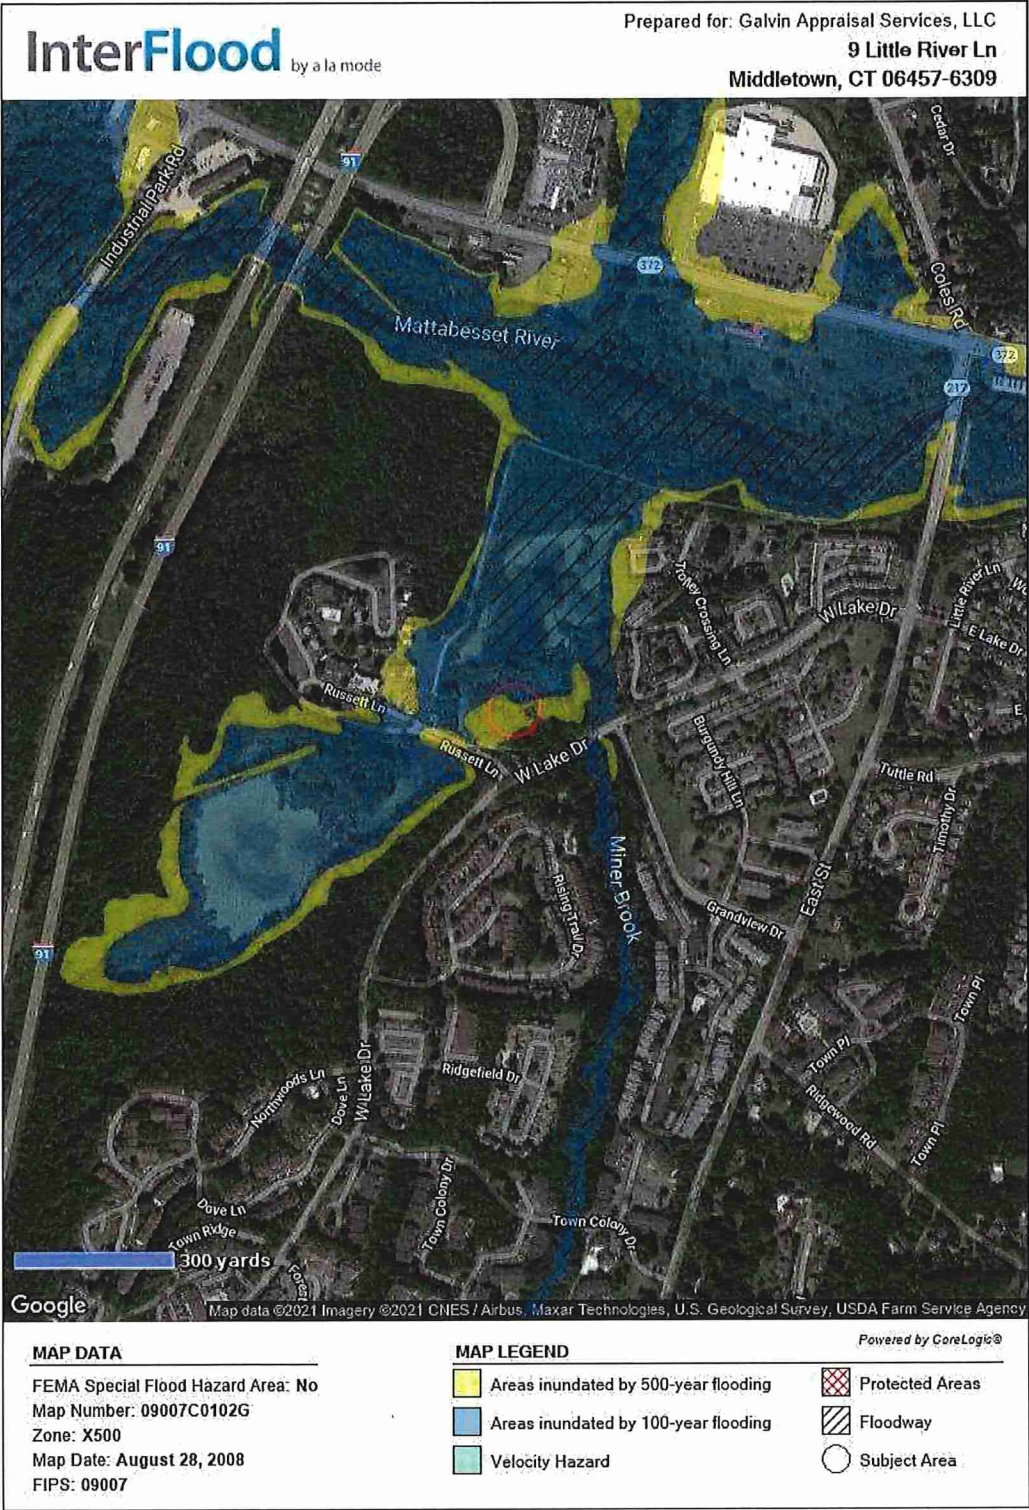 InterFlood by a la mode
Prepared for: Galvin Appraisal Services, LLC
9 Little River Ln
Middletown, CT 06457-6309
Cedar Dr
91
Industrial Park Rd
372
Coles Rd
Mattabesset River
372
217
91
Trolley Crossing Ln
W Lake Dr
Little River Ln
E Lake Dr
Russett Ln
Russett Ln
W Lake Dr
Burgundy Hill Ln
Tuttle Rd
Timothy Dr
Miner Brook
East St
Rising Trail Dr
Grandview Dr
91
Town Pl
Town Pl
W Lake Dr
Ridgefield Dr
Northwoods Ln
Dove Ln
Ridgewood Rd
Town Pl
Dove Ln
Town Ridge
Town Colony Dr
Town Colony Dr
300 yards
Forest
Google
Map data ©2021 Imagery ©2021 CNES / Airbus, Maxar Technologies, U.S. Geological Survey, USDA Farm Service Agency
Powered by CoreLogic®
MAP DATA
FEMA Special Flood Hazard Area: No
Map Number: 09007C0102G
Zone: X500
Map Date: August 28, 2008
FIPS: 09007
MAP LEGEND
Areas inundated by 500-year flooding
Areas inundated by 100-year flooding
Velocity Hazard
Protected Areas
Floodway
Subject Area